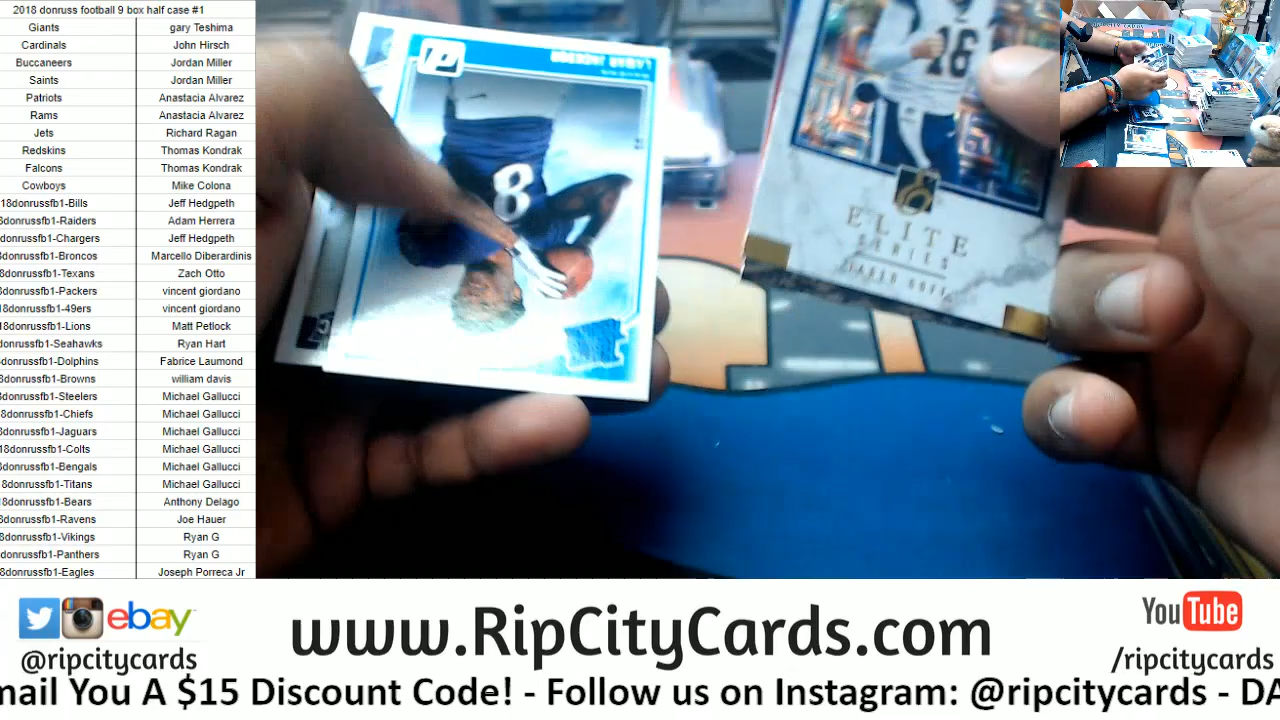 2018 donruss football 9 box half case #1
Giants gary Teshima
Cardinals John Hirsch
Buccaneers Jordan Miller
Saints Jordan Miller
Patriots Anastacia Alvarez
Rams Anastacia Alvarez
Jets Richard Ragan
Redskins Thomas Kondrak
Falcons Thomas Kondrak
Cowboys Mike Colona
18donrussfb1-Bills Jeff Hedgpeth
8donrussfb1-Raiders Adam Herrera
donrussfb1-Chargers Jeff Hedgpeth
8donrussfb1-Broncos Marcello Diberardinis
8donrussfb1-Texans Zach Otto
8donrussfb1-Packers vincent giordano
18donrussfb1-49ers vincent giordano
18donrussfb1-Lions Matt Petlock
donrussfb1-Seahawks Ryan Hart
8donrussfb1-Dolphins Fabrice Laumond
8donrussfb1-Browns william davis
8donrussfb1-Steelers Michael Gallucci
8donrussfb1-Chiefs Michael Gallucci
8donrussfb1-Jaguars Michael Gallucci
18donrussfb1-Colts Michael Gallucci
8donrussfb1-Bengals Michael Gallucci
18donrussfb1-Titans Michael Gallucci
18donrussfb1-Bears Anthony Delago
8donrussfb1-Ravens Joe Hauer
8donrussfb1-Vikings Ryan G
donrussfb1-Panthers Ryan G
8donrussfb1-Eagles Joseph Porreca Jr
LAMAR JACKSON
8
16
ELITE
SERIES
JARED GOFF
ebay
@ripcitycards
www.RipCityCards.com
YouTube
/ripcitycards
mail You A $15 Discount Code! - Follow us on Instagram: @ripcitycards - DA